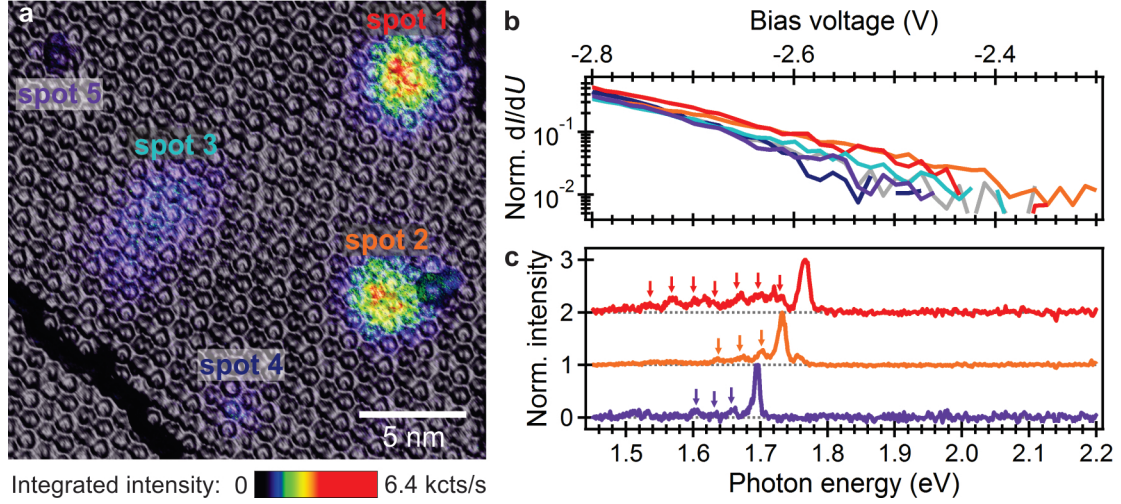 a
spot 1
spot 5
spot 3
spot 2
spot 4
5 nm
Integrated intensity: 0 6.4 kcts/s
b
Bias voltage (V)
-2.8 -2.6 -2.4
Norm. dI/dU
10⁻¹
10⁻²
c
Norm. intensity
3
2
1
0
1.5 1.6 1.7 1.8 1.9 2.0 2.1 2.2
Photon energy (eV)